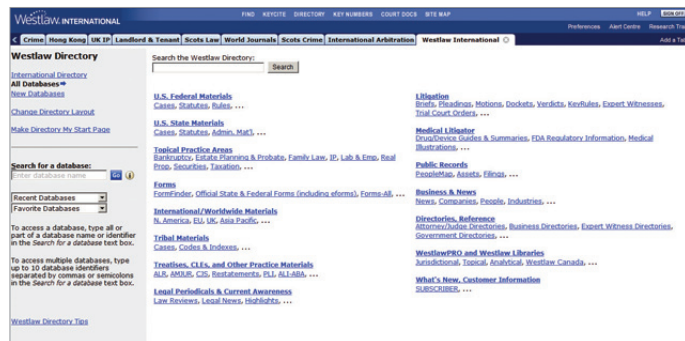 Westlaw. INTERNATIONAL
FIND KEYCITE DIRECTORY KEY NUMBERS COURT DOCS SITE MAP
HELP SIGN OFF
Preferences Alert Centre Research Trail
Crime Hong Kong UK IP Landlord & Tenant Scots Law World Journals Scots Crime International Arbitration Westlaw International
Add a Tab
Westlaw Directory
International Directory
All Databases
New Databases
Change Directory Layout
Make Directory My Start Page
Search for a database:
Enter database name
Go
Recent Databases
Favorite Databases
To access a database, type all or
part of a database name or identifier
in the Search for a database text box.
To access multiple databases, type
up to 10 database identifiers
separated by commas or semicolons
in the Search for a database text box.
Westlaw Directory Tips
Search the Westlaw Directory:
Search
U.S. Federal Materials
Cases, Statutes, Rules, ...
U.S. State Materials
Cases, Statutes, Admin. Mat'l, ...
Topical Practice Areas
Bankruptcy, Estate Planning & Probate, Family Law, IP, Lab & Emp, Real
Prop, Securities, Taxation, ...
Forms
FormFinder, Official State & Federal Forms (including eforms), Forms-All, ...
International/Worldwide Materials
N. America, EU, UK, Asia Pacific, ...
Tribal Materials
Cases, Codes & Indexes, ...
Treatises, CLEs, and Other Practice Materials
ALR, AMJUR, CJS, Restatements, PLI, ALI-ABA, ...
Legal Periodicals & Current Awareness
Law Reviews, Legal News, Highlights, ...
Litigation
Briefs, Pleadings, Motions, Dockets, Verdicts, KeyRules, Expert Witnesses,
Trial Court Orders, ...
Medical Litigator
Drug/Device Guides & Summaries, FDA Regulatory Information, Medical
Illustrations, ...
Public Records
PeopleMap, Assets, Filings, ...
Business & News
News, Companies, People, Industries, ...
Directories, Reference
Attorney/Judge Directories, Business Directories, Expert Witness Directories,
Government Directories, ...
WestlawPRO and Westlaw Libraries
Jurisdictional, Topical, Analytical, Westlaw Canada, ...
What's New, Customer Information
SUBSCRIBER, ...